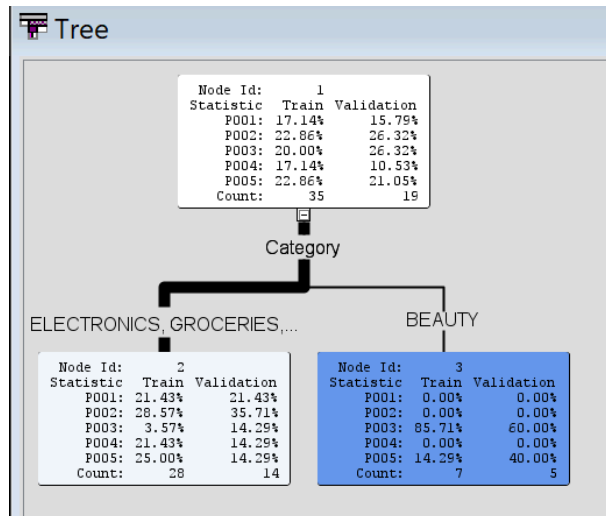 Tree
Node Id: 1
Statistic Train Validation
P001: 17.14% 15.79%
P002: 22.86% 26.32%
P003: 20.00% 26.32%
P004: 17.14% 10.53%
P005: 22.86% 21.05%
Count: 35 19
Category
ELECTRONICS, GROCERIES,...
BEAUTY
Node Id: 2
Statistic Train Validation
P001: 21.43% 21.43%
P002: 28.57% 35.71%
P003: 3.57% 14.29%
P004: 21.43% 14.29%
P005: 25.00% 14.29%
Count: 28 14
Node Id: 3
Statistic Train Validation
P001: 0.00% 0.00%
P002: 0.00% 0.00%
P003: 85.71% 60.00%
P004: 0.00% 0.00%
P005: 14.29% 40.00%
Count: 7 5